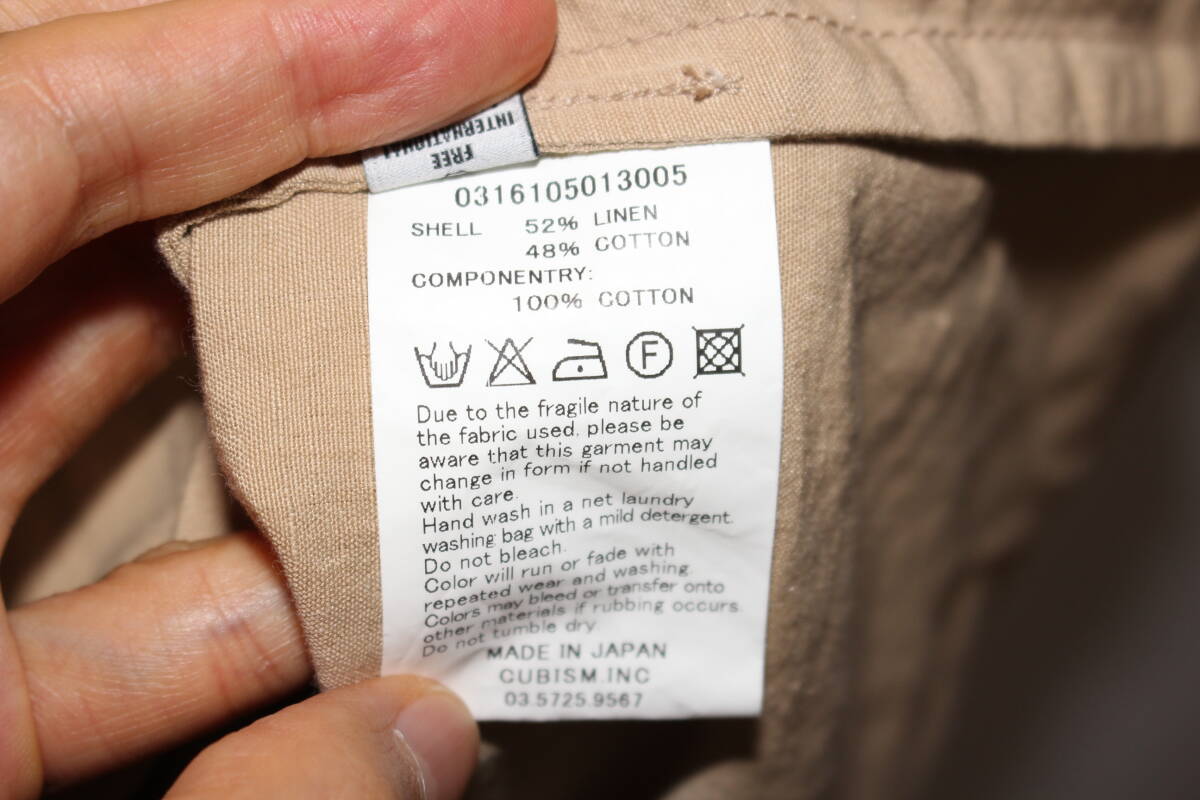 INTERNATIONAL
FREE
0316105013005
SHELL 52% LINEN
48% COTTON
COMPONENTRY:
100% COTTON
F
Due to the fragile nature of
the fabric used, please be
aware that this garment may
change in form if not handled
with care.
Hand wash in a net laundry
washing bag with a mild detergent.
Do not bleach.
Color will run or fade with
repeated wear and washing.
Colors may bleed or transfer onto
other materials if rubbing occurs.
Do not tumble dry.
MADE IN JAPAN
CUBISM.INC
03.5725.9567